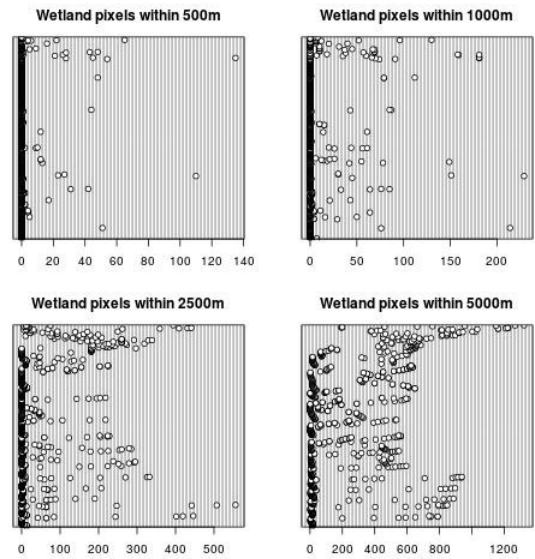 Wetland pixels within 500m
Wetland pixels within 1000m
0 20 40 60 80 100 120 140
0 50 100 150 200
Wetland pixels within 2500m
Wetland pixels within 5000m
0 100 200 300 400 500
0 200 400 600 800 1200